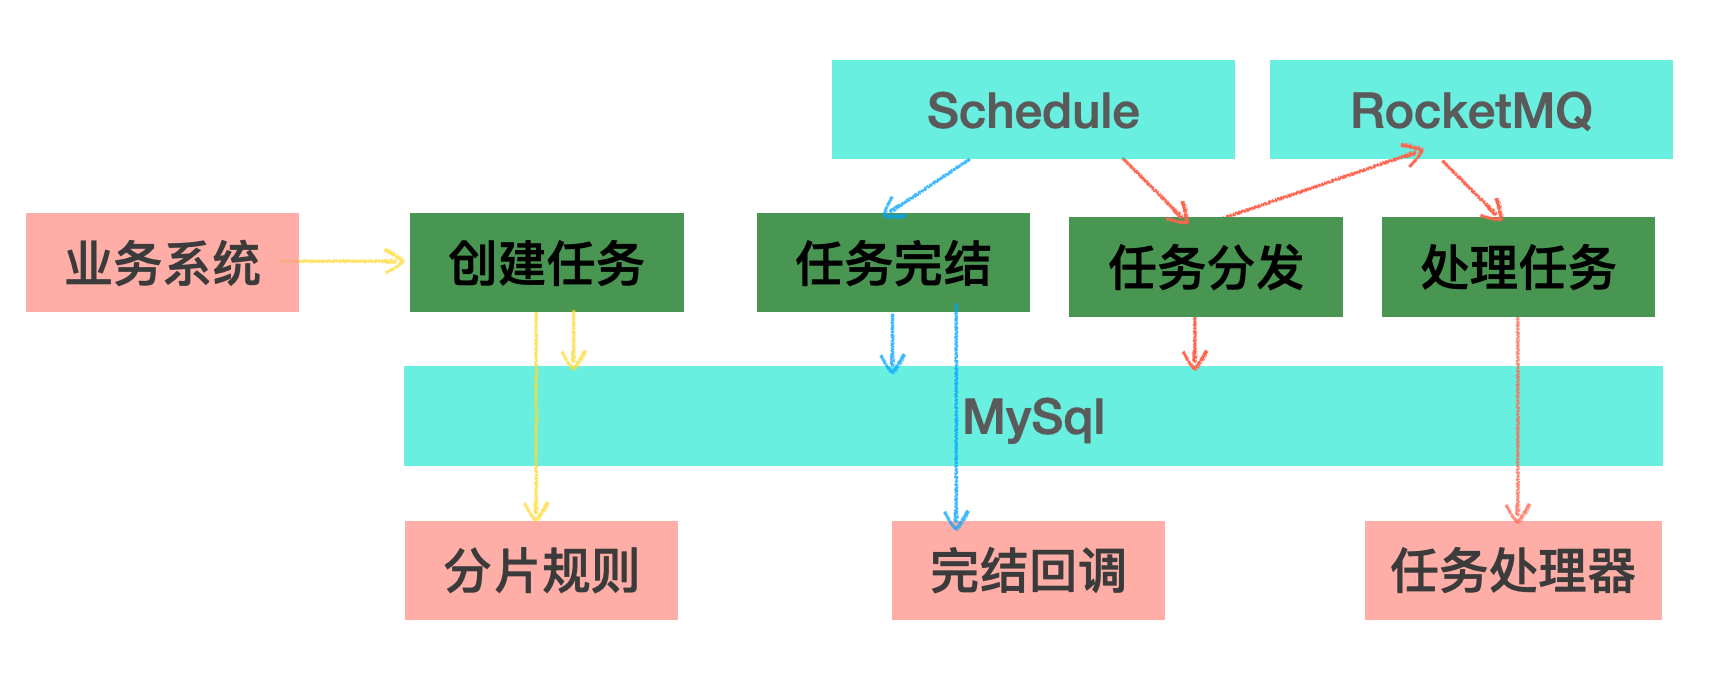 Schedule
RocketMQ
业务系统
创建任务
任务完结
任务分发
处理任务
MySql
分片规则
完结回调
任务处理器